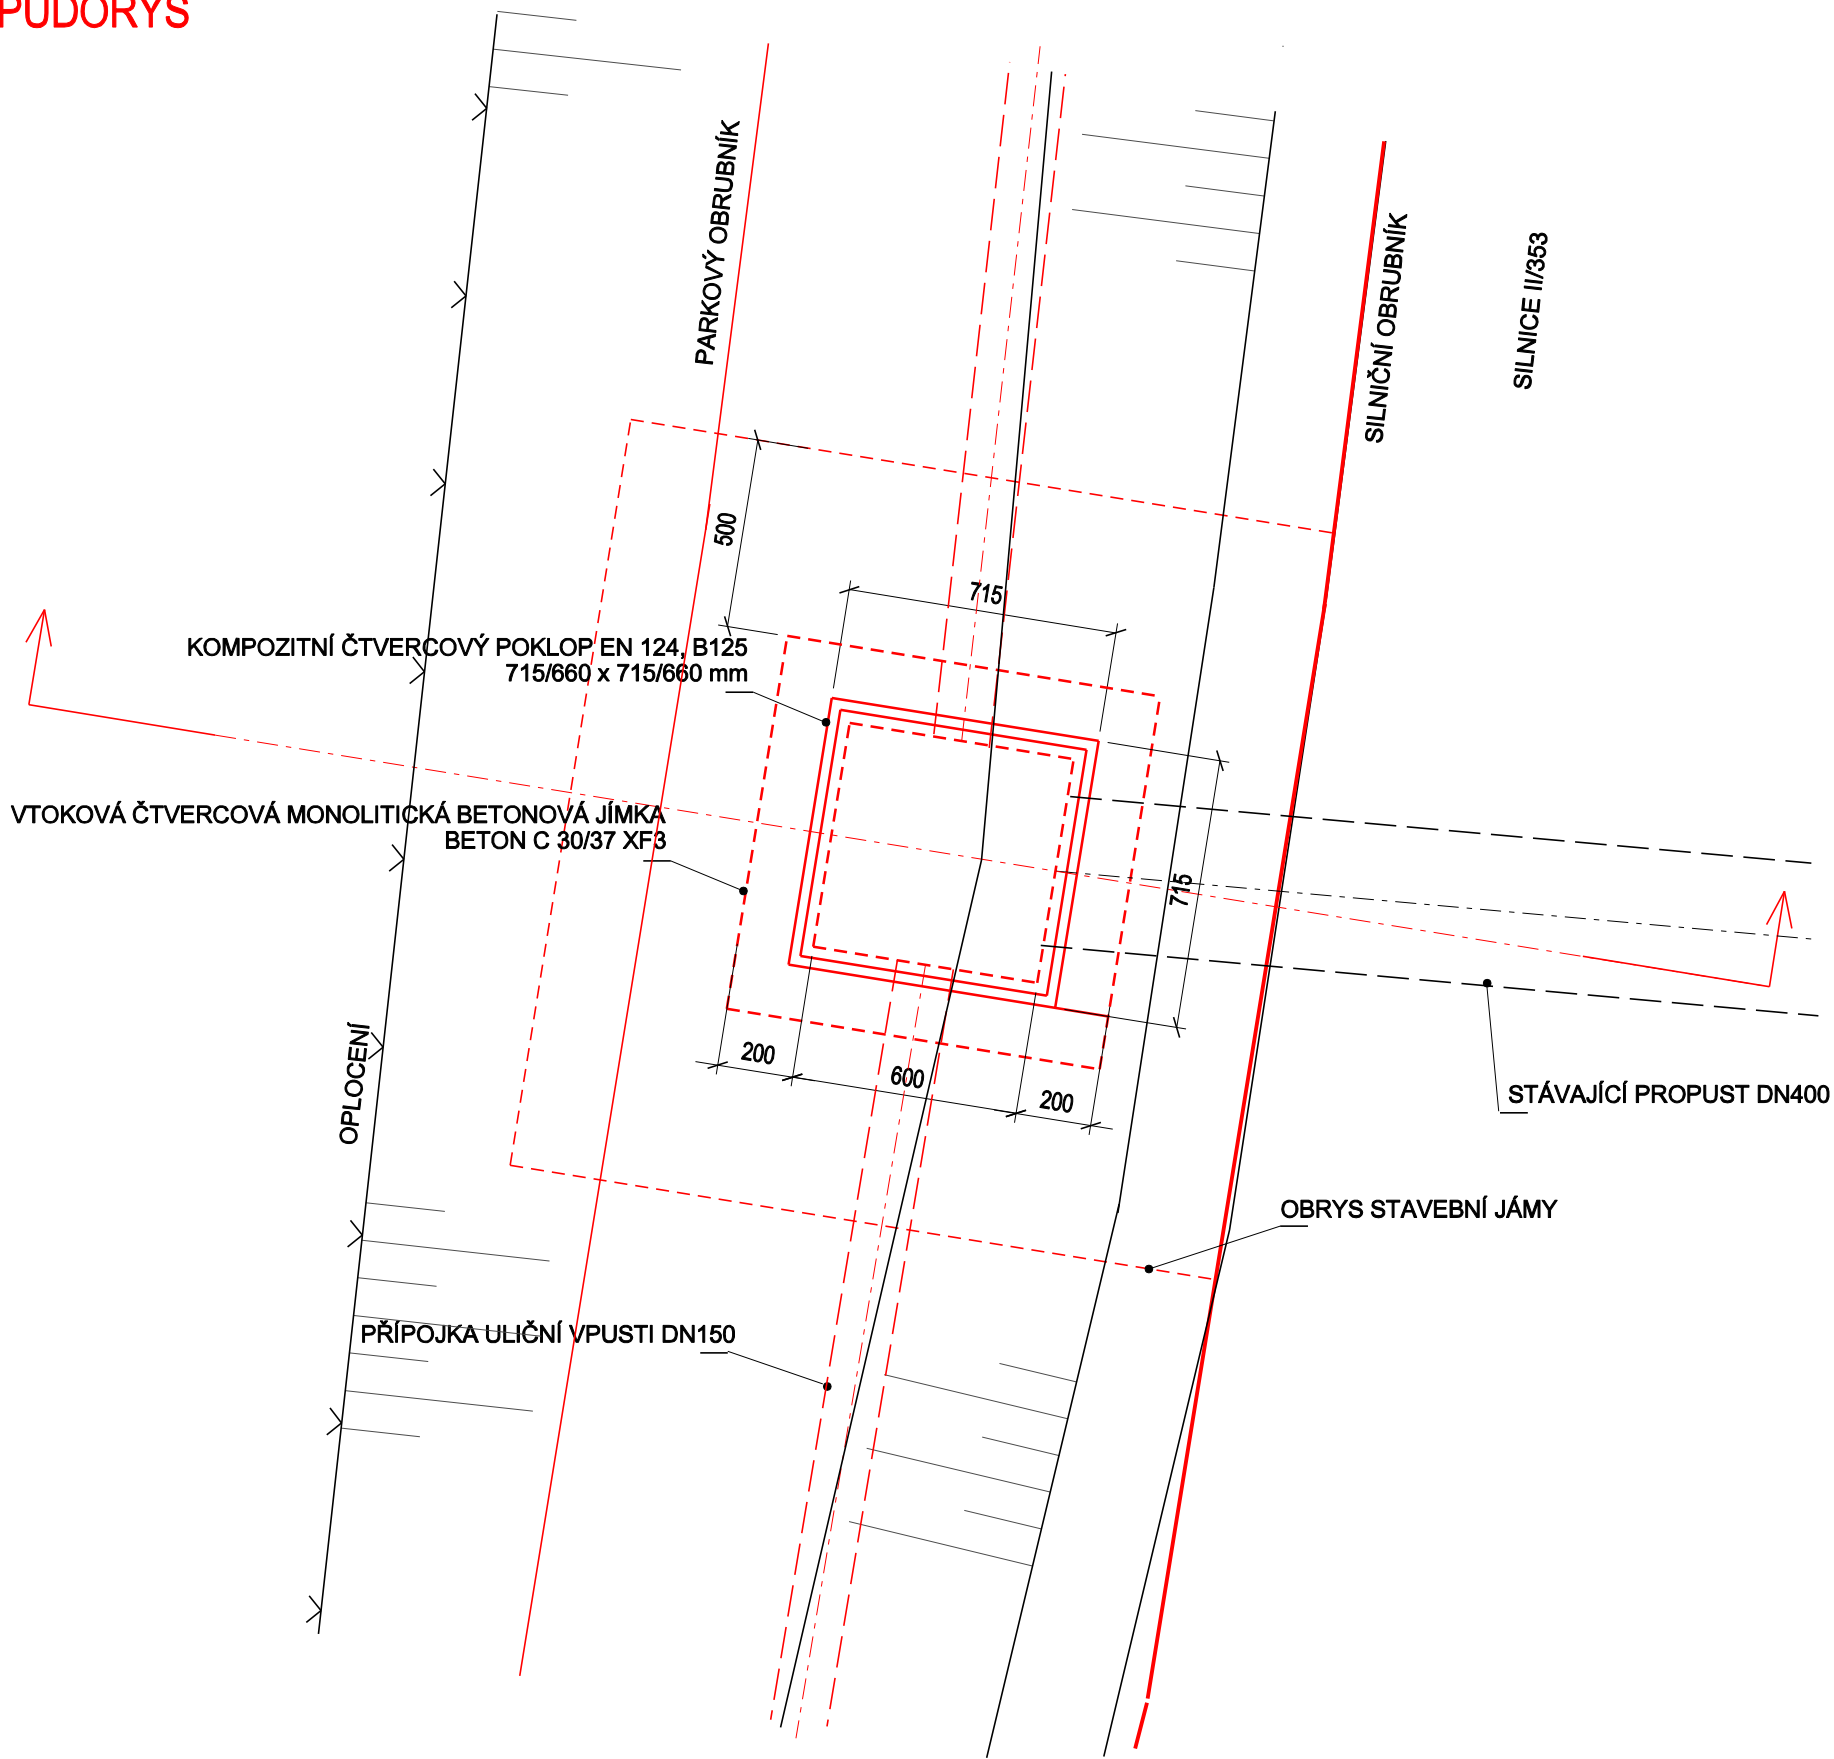 PŮDORYS
PARKOVÝ OBRUBNÍK
SILNIČNÍ OBRUBNÍK
SILNICE II/353
500
715
KOMPOZITNÍ ČTVERCOVÝ POKLOP EN 124, B125
715/660 x 715/660 mm
VTOKOVÁ ČTVERCOVÁ MONOLITICKÁ BETONOVÁ JÍMKA
BETON C 30/37 XF3
715
OPLOCENÍ
200
600
200
STÁVAJÍCÍ PROPUST DN400
OBRYS STAVEBNÍ JÁMY
PŘÍPOJKA ULIČNÍ VPUSTI DN150